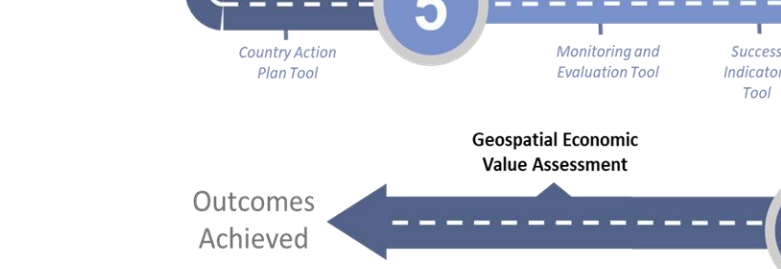 5
Country Action
Plan Tool
Monitoring and
Evaluation Tool
Success
Indicator
Tool
Geospatial Economic
Value Assessment
Outcomes
Achieved